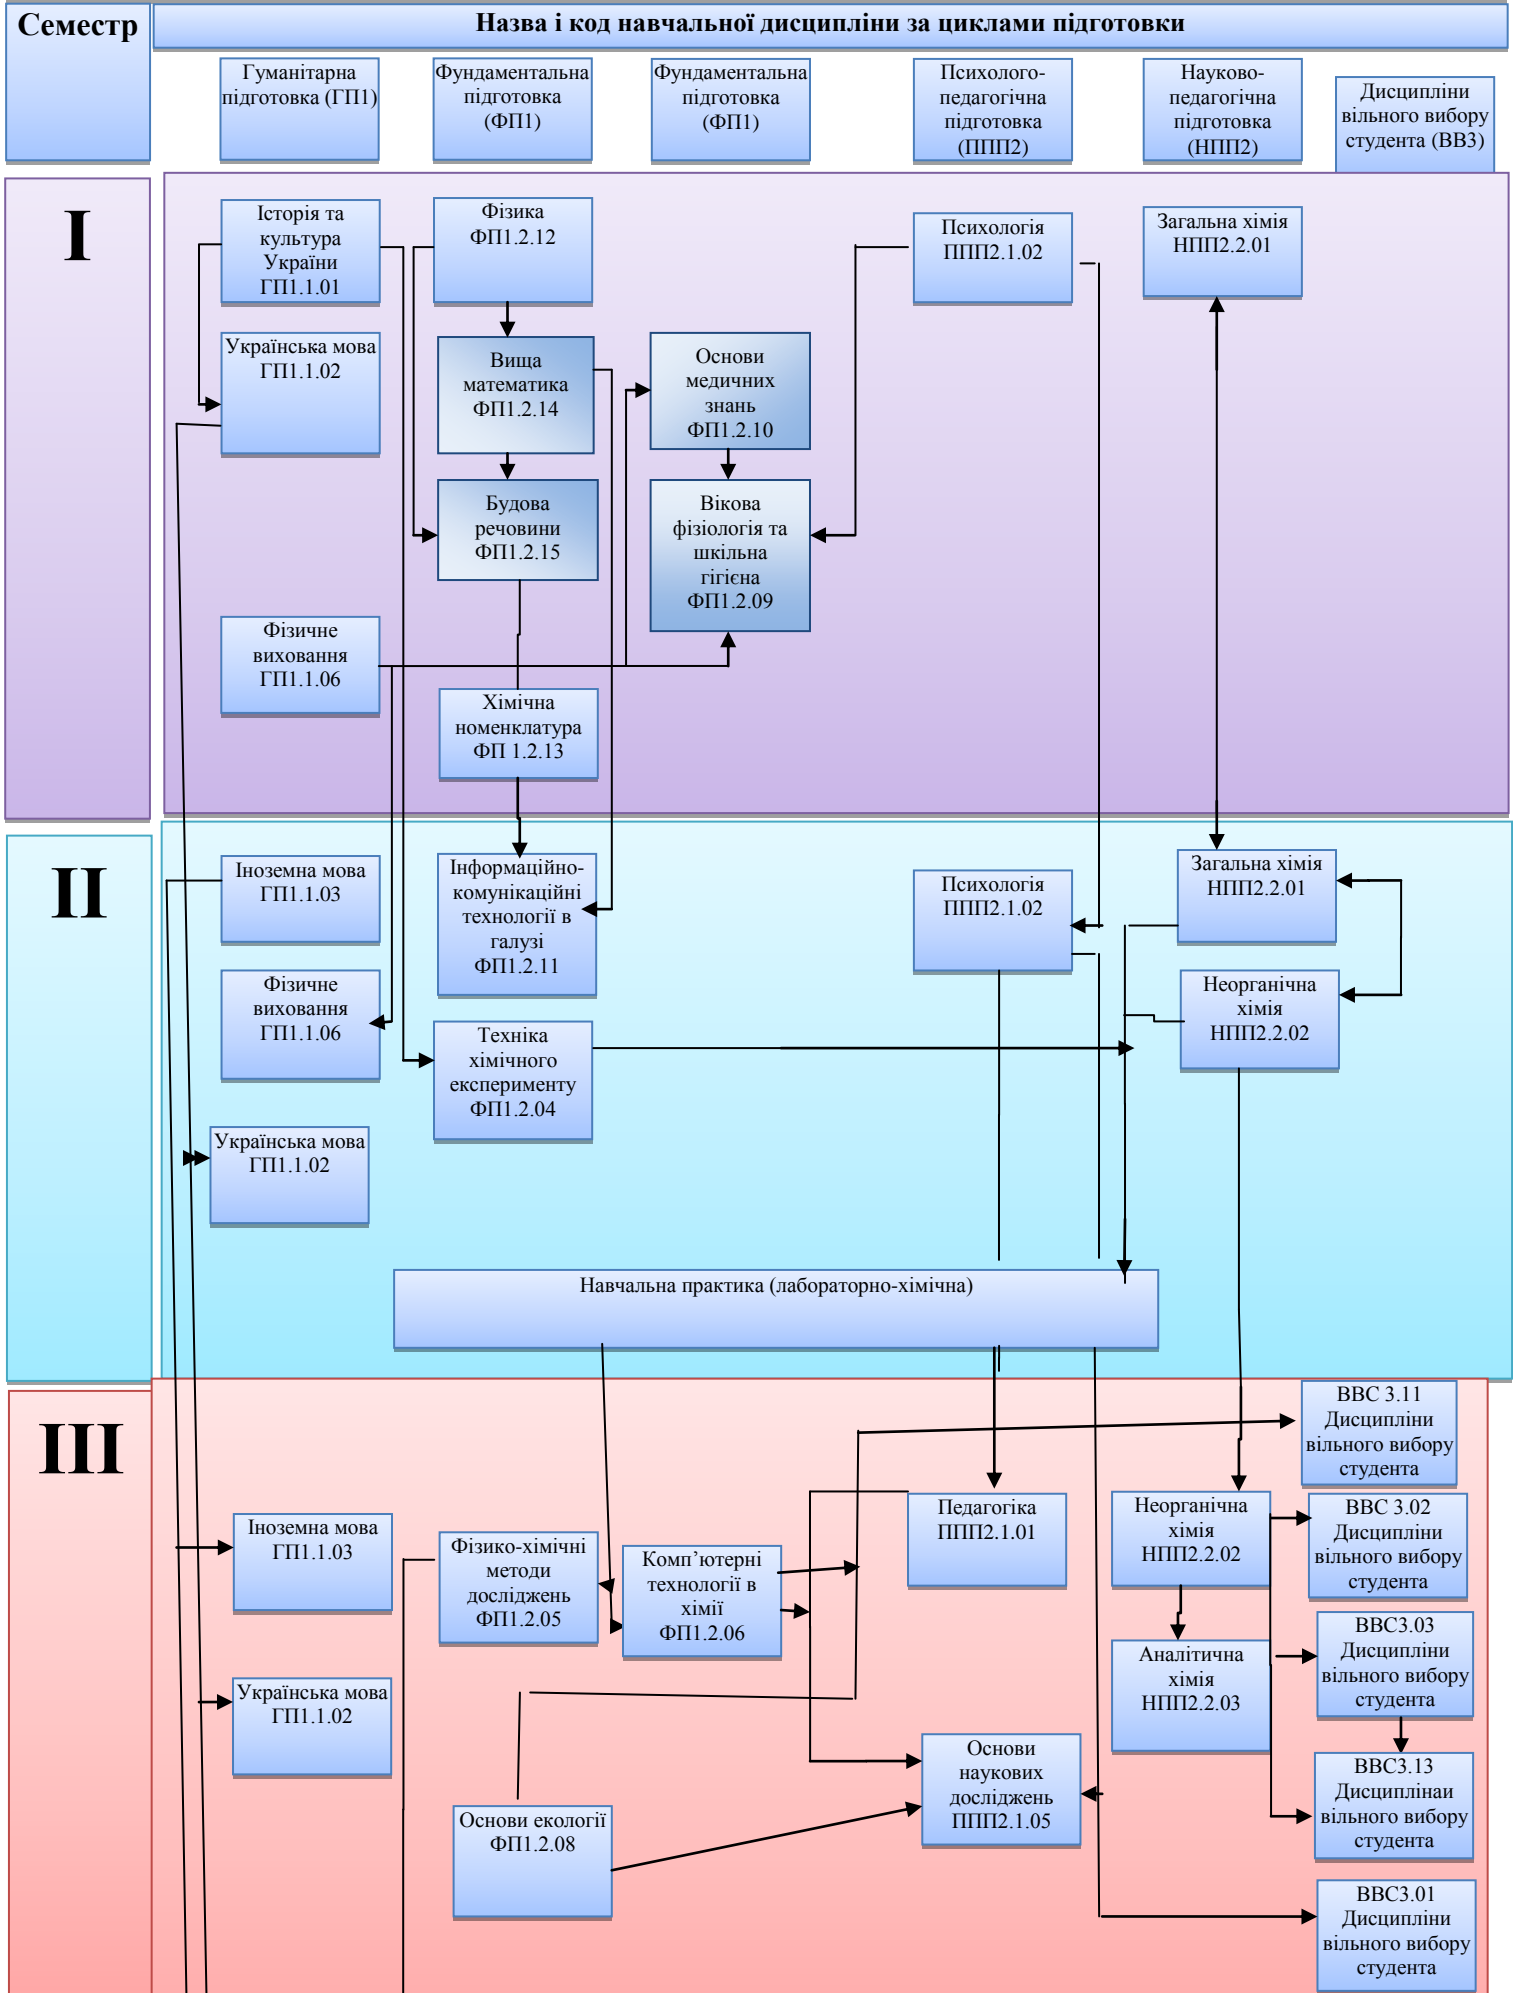 Семестр
Назва і код навчальної дисципліни за циклами підготовки
Гуманітарна
підготовка (ГП1)
Фундаментальна
підготовка
(ФП1)
Фундаментальна
підготовка
(ФП1)
Психолого-
педагогічна
підготовка
(ППП2)
Науково-
педагогічна
підготовка
(НПП2)
Дисципліни
вільного вибору
студента (ВВ3)
I
Історія та
культура
України
ГП1.1.01
Фізика
ФП1.2.12
Психологія
ППП2.1.02
Загальна хімія
НПП2.2.01
Українська мова
ГП1.1.02
Вища
математика
ФП1.2.14
Основи
медичних
знань
ФП1.2.10
Будова
речовини
ФП1.2.15
Вікова
фізіологія та
шкільна
гігієна
ФП1.2.09
Фізичне
виховання
ГП1.1.06
Хімічна
номенклатура
ФП 1.2.13
II
Іноземна мова
ГП1.1.03
Інформаційно-
комунікаційні
технології в
галузі
ФП1.2.11
Психологія
ППП2.1.02
Загальна хімія
НПП2.2.01
Фізичне
виховання
ГП1.1.06
Неорганічна
хімія
НПП2.2.02
Техніка
хімічного
експерименту
ФП1.2.04
Українська мова
ГП1.1.02
Навчальна практика (лабораторно-хімічна)
III
ВВС 3.11
Дисципліни
вільного вибору
студента
Педагогіка
ППП2.1.01
Неорганічна
хімія
НПП2.2.02
ВВС 3.02
Дисципліни
вільного вибору
студента
Іноземна мова
ГП1.1.03
Фізико-хімічні
методи
досліджень
ФП1.2.05
Комп’ютерні
технології в
хімії
ФП1.2.06
Аналітична
хімія
НПП2.2.03
ВВС3.03
Дисципліни
вільного вибору
студента
Українська мова
ГП1.1.02
Основи
наукових
досліджень
ППП2.1.05
ВВС3.13
Дисциплінаи
вільного вибору
студента
Основи екології
ФП1.2.08
ВВС3.01
Дисципліни
вільного вибору
студента